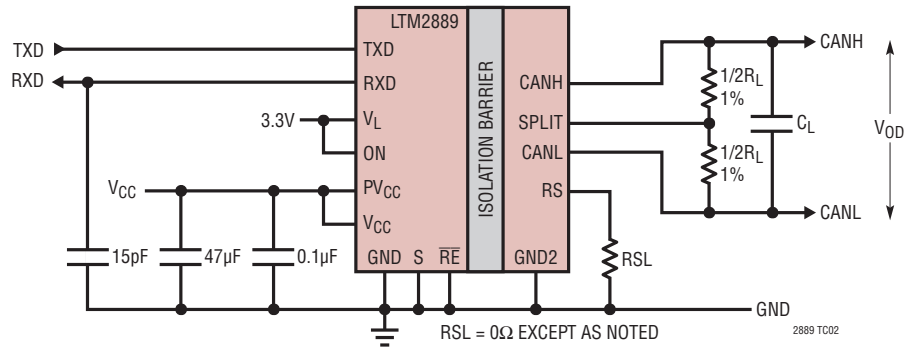 LTM2889
TXD
TXD
CANH
RXD
RXD
CANH
1/2RL
1%
3.3V
VL
SPLIT
CL
VOD
ON
CANL
1/2RL
1%
ISOLATION BARRIER
VCC
PVCC
RS
CANL
VCC
15pF
47µF
0.1µF
GND
S
RE
GND2
RSL
GND
RSL = 0Ω EXCEPT AS NOTED
2889 TC02